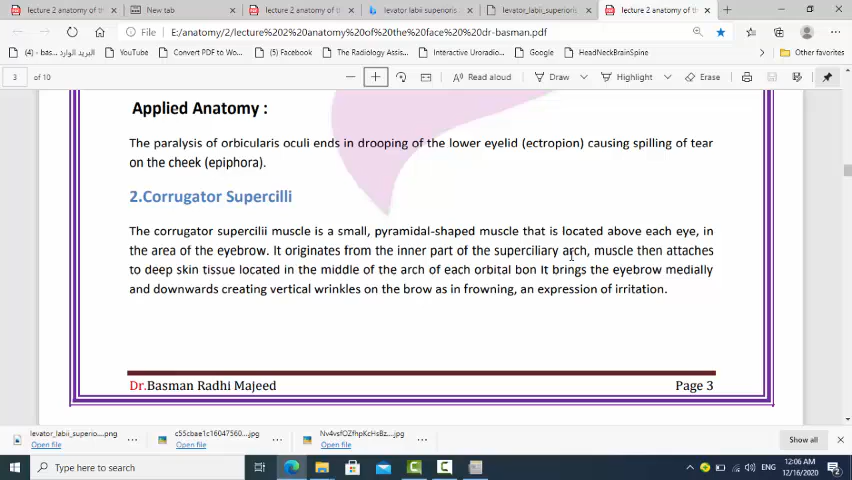 lecture 2 anatomy of th
New tab
lecture 2 anatomy of th
levator labii superioris
levator_labii_superioris
lecture 2 anatomy of th
File | E:/anatomy/2/lecture%202%20anatomy%20of%20the%20face%20dr-basman.pdf
(4) - bas... البريد الوارد
YouTube
Convert PDF to Wo...
(5) Facebook
The Radiology Assist...
Interactive Uroradio...
Google
HeadNeckBrainSpine
Other favorites
3 of 10
Read aloud
Draw
Highlight
Erase
Applied Anatomy :
The paralysis of orbicularis oculi ends in drooping of the lower eyelid (ectropion) causing spilling of tear
on the cheek (epiphora).
2.Corrugator Supercilli
The corrugator supercilii muscle is a small, pyramidal-shaped muscle that is located above each eye, in
the area of the eyebrow. It originates from the inner part of the superciliary arch, muscle then attaches
to deep skin tissue located in the middle of the arch of each orbital bon It brings the eyebrow medially
and downwards creating vertical wrinkles on the brow as in frowning, an expression of irritation.
Dr.Basman Radhi Majeed Page 3
levator_labii_superio....png
Open file
c55cbae1c16047560...jpg
Open file
Nv4vsfOZfhpKcHsBz...jpg
Open file
Show all
Type here to search
ENG
12:06 AM
12/16/2020